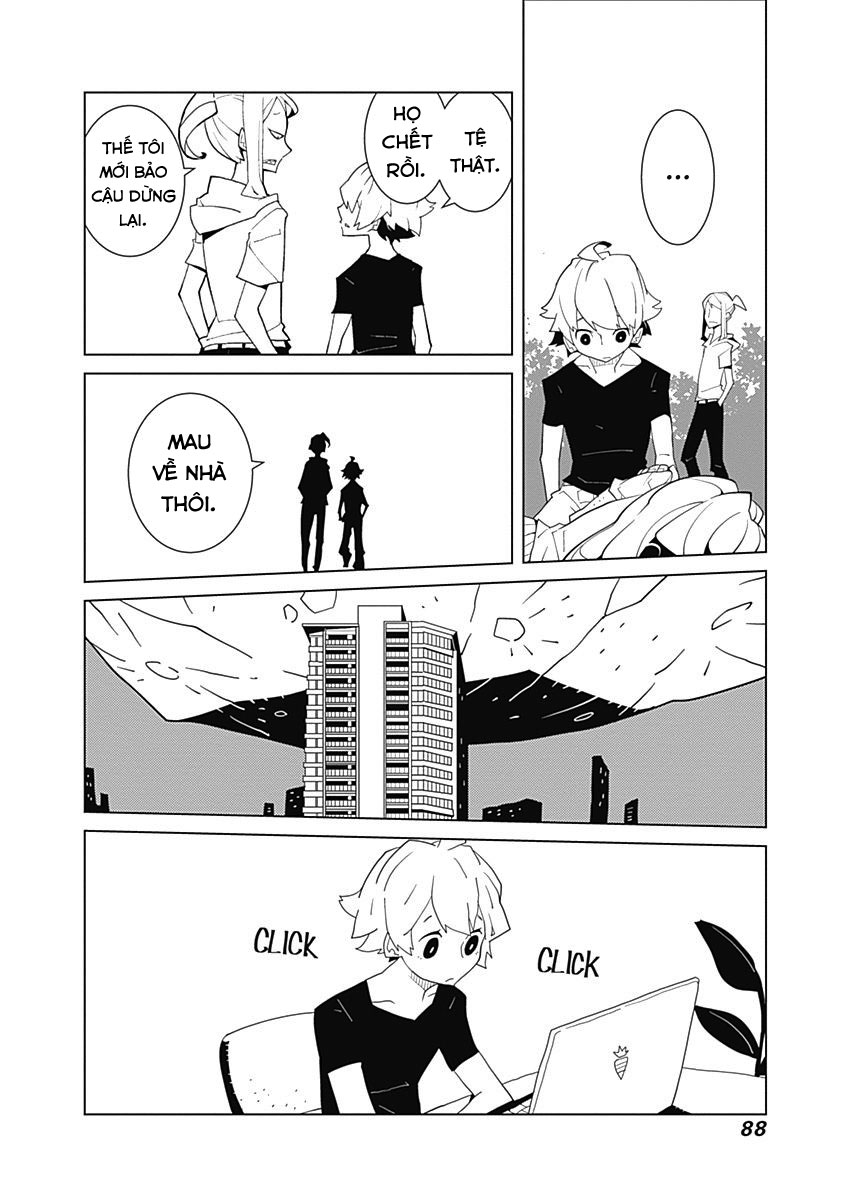 ...
TỆ
THẬT.
HỌ
CHẾT
RỒI.
THẾ TÔI
MỚI BẢO
CẬU DỪNG
LẠI.
MAU
VỀ NHÀ
THÔI.
CLICK
CLICK
88